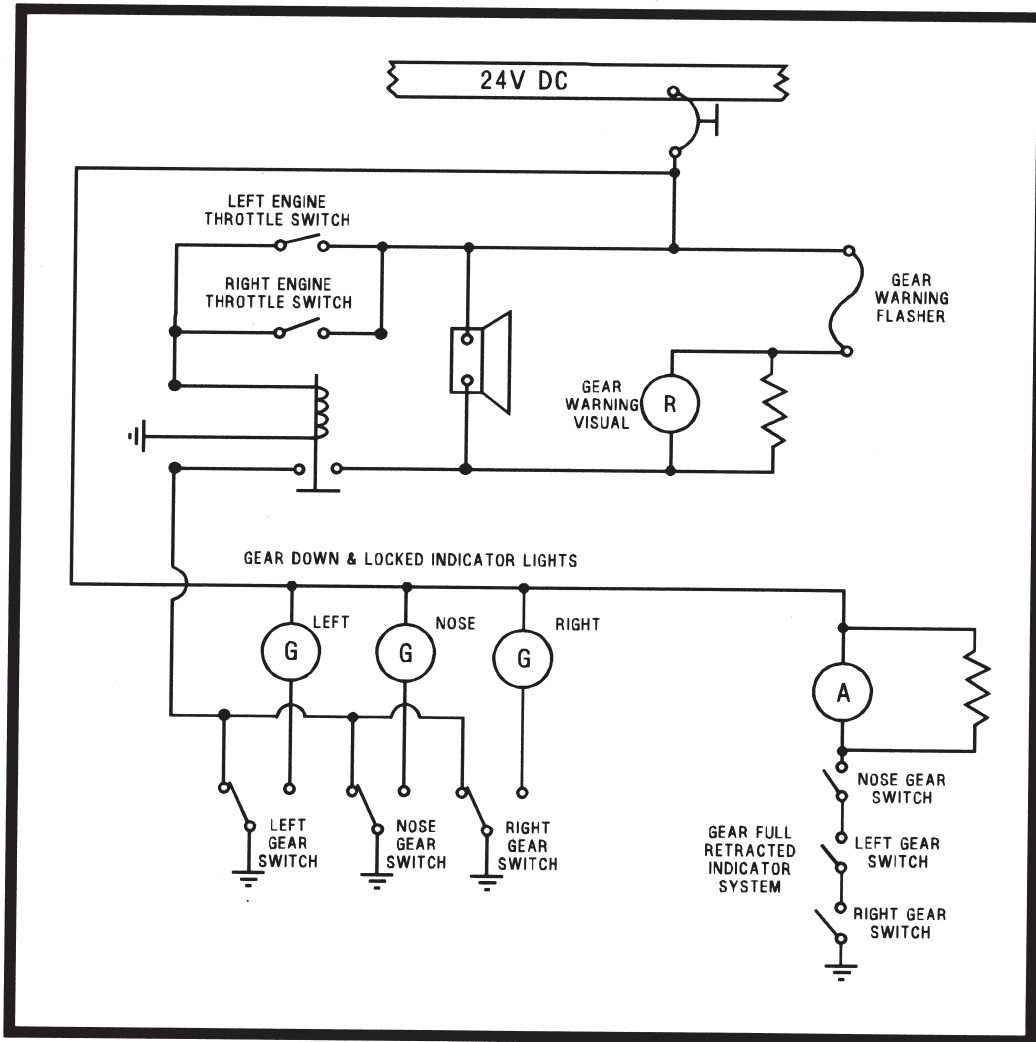 24V DC
LEFT ENGINE
THROTTLE SWITCH
RIGHT ENGINE
THROTTLE SWITCH
GEAR
WARNING
FLASHER
GEAR
WARNING
VISUAL
R
GEAR DOWN & LOCKED INDICATOR LIGHTS
LEFT
NOSE
RIGHT
G
G
G
A
LEFT
GEAR
SWITCH
NOSE
GEAR
SWITCH
RIGHT
GEAR
SWITCH
GEAR FULL
RETRACTED
INDICATOR
SYSTEM
NOSE GEAR
SWITCH
LEFT GEAR
SWITCH
RIGHT GEAR
SWITCH